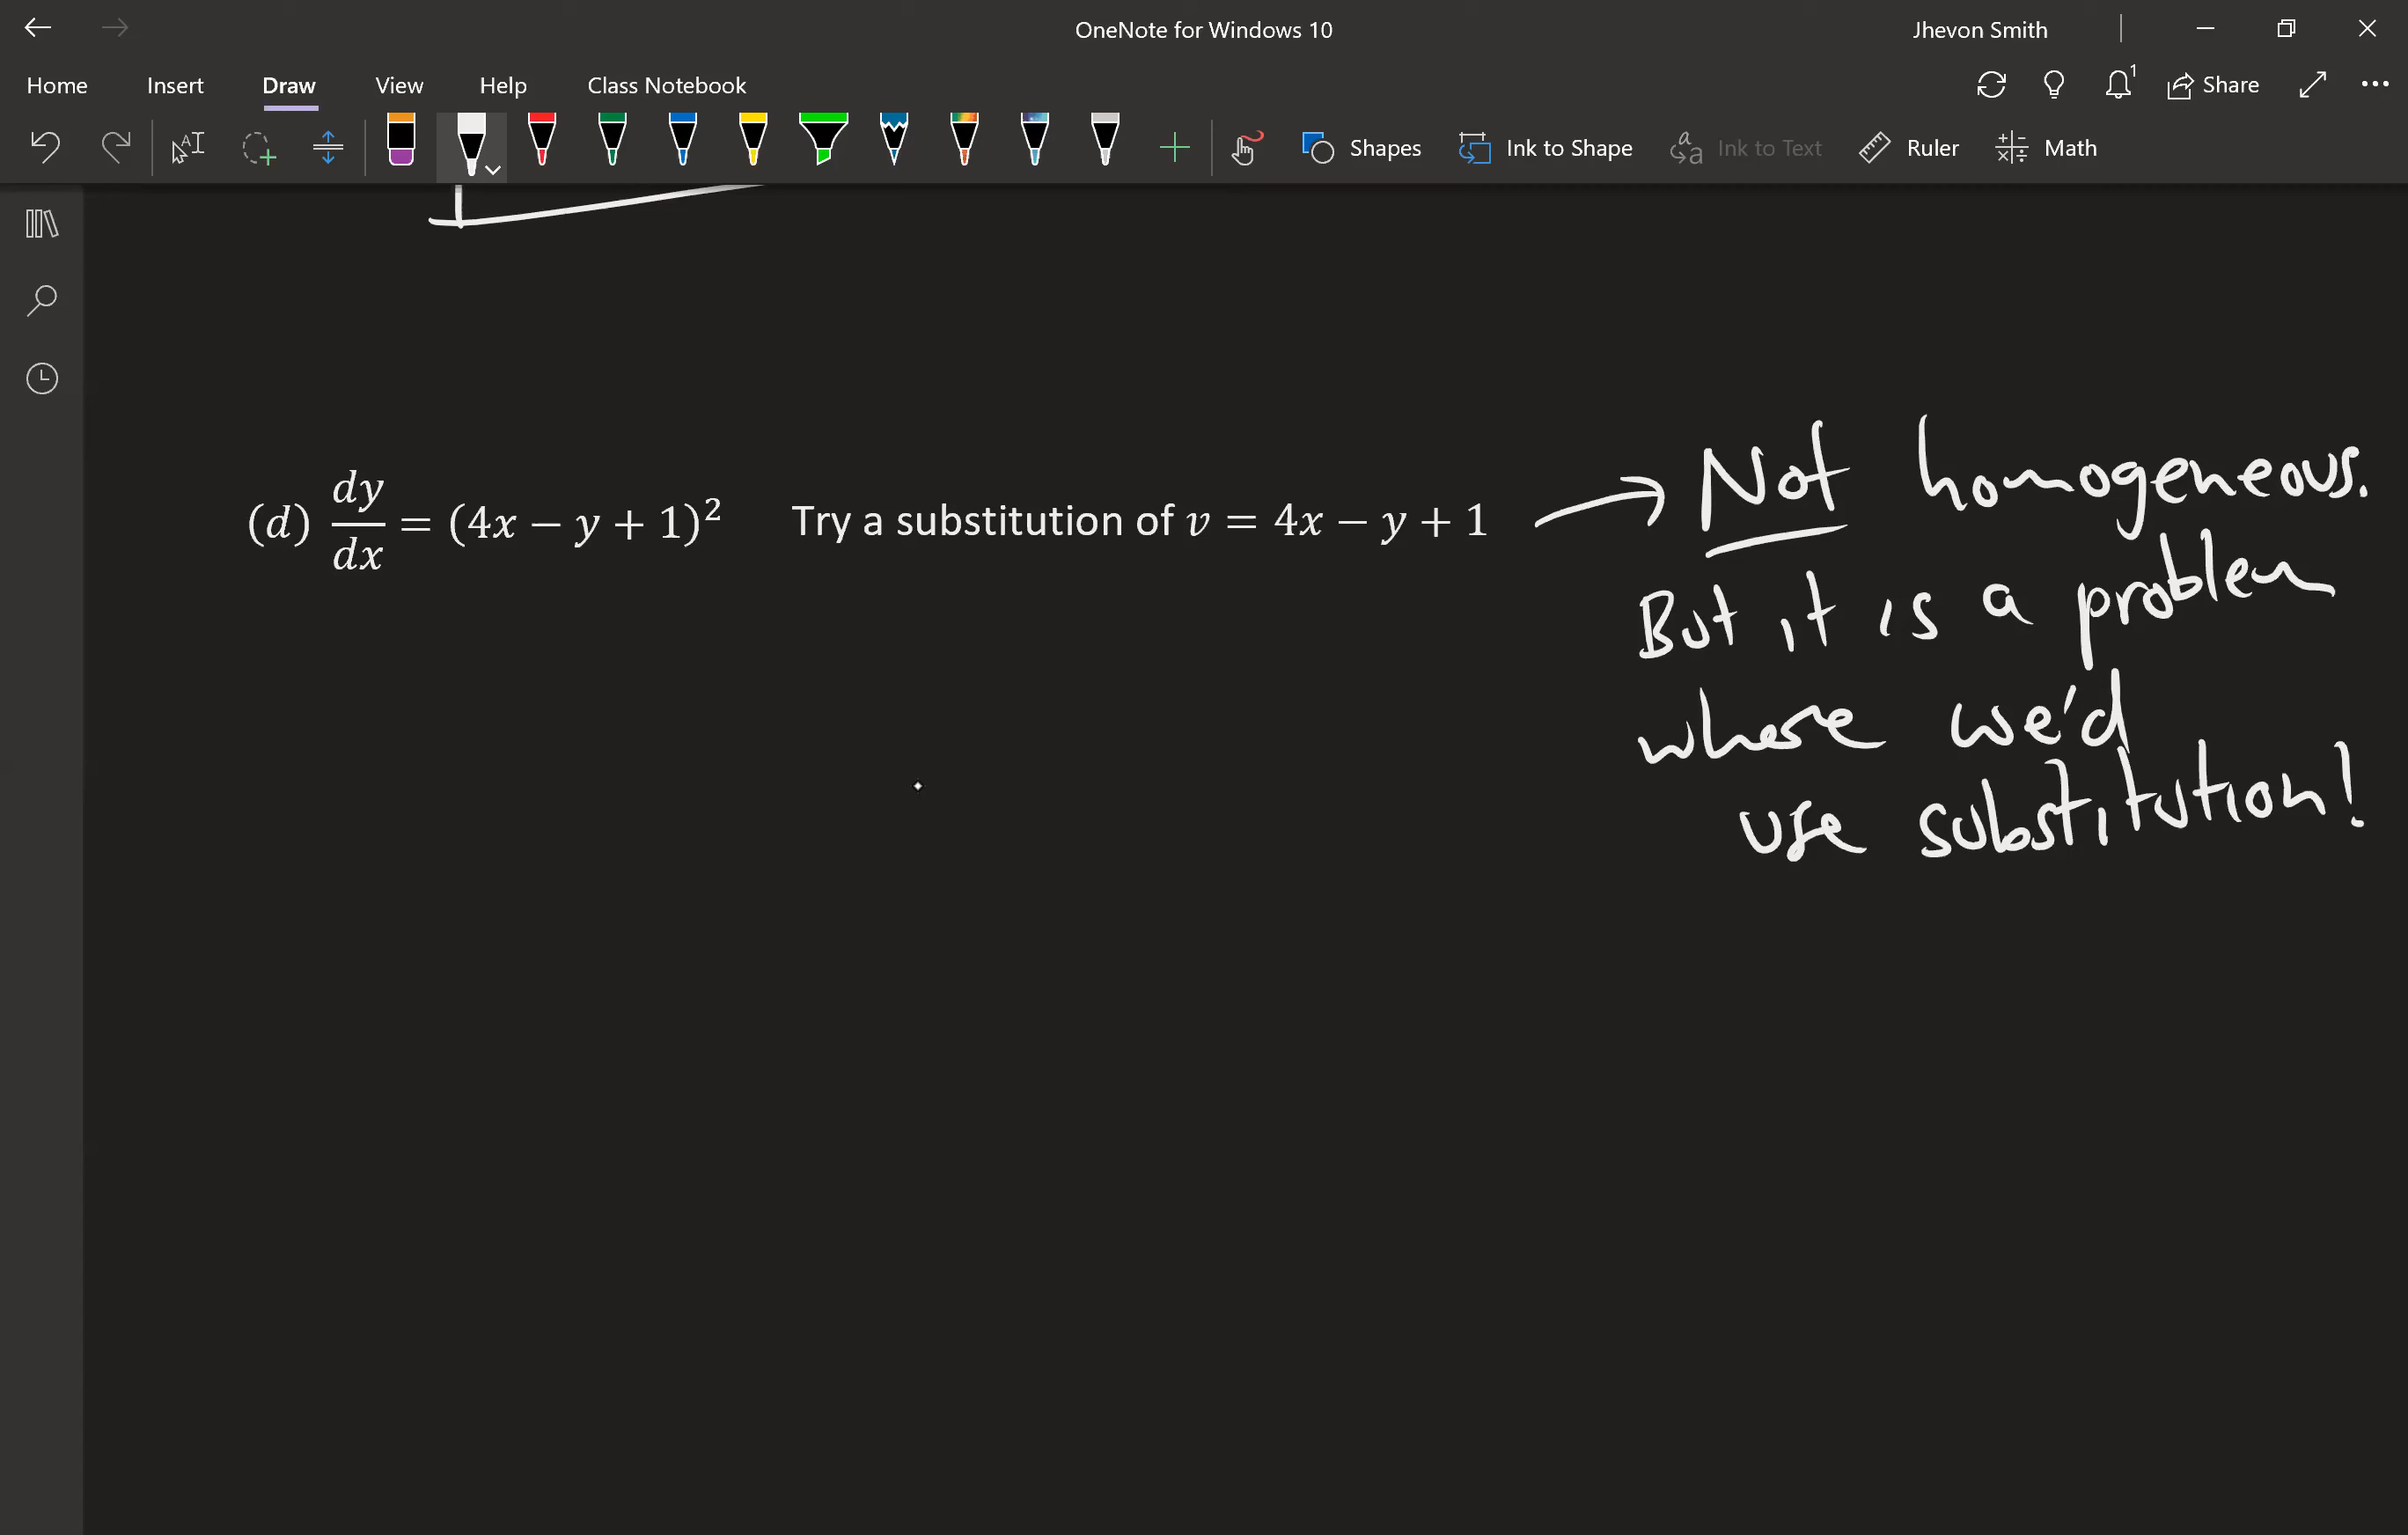 OneNote for Windows 10
Jhevon Smith
Home Insert Draw View Help Class Notebook
1
Share
Shapes Ink to Shape Ink to Text Ruler Math
(d) dy/dx = (4x − y + 1)² Try a substitution of v = 4x − y + 1 → Not homogeneous.
But it is a problem
where we'd
use substitution!